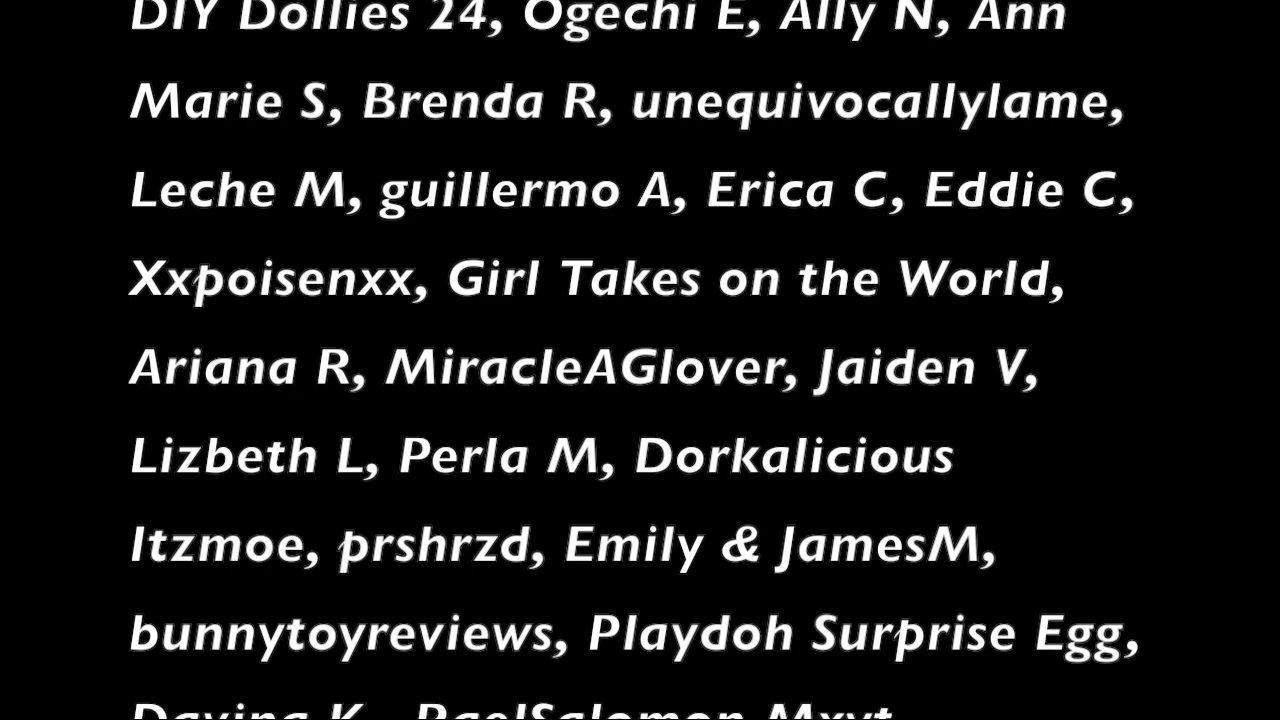 DIY Dollies 24, Ogechi E, Ally N, Ann
Marie S, Brenda R, unequivocallylame,
Leche M, guillermo A, Erica C, Eddie C,
Xxpoisenxx, Girl Takes on the World,
Ariana R, MiracleAGlover, Jaiden V,
Lizbeth L, Perla M, Dorkalicious
Itzmoe, prshrzd, Emily & JamesM,
bunnytoyreviews, Playdoh Surprise Egg,